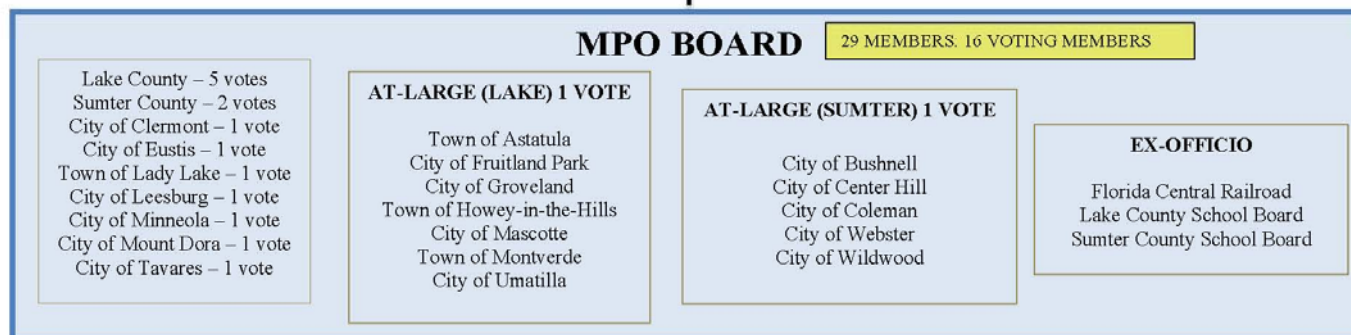 MPO BOARD
29 MEMBERS. 16 VOTING MEMBERS
Lake County – 5 votes
Sumter County – 2 votes
City of Clermont – 1 vote
City of Eustis – 1 vote
Town of Lady Lake – 1 vote
City of Leesburg – 1 vote
City of Minneola – 1 vote
City of Mount Dora – 1 vote
City of Tavares – 1 vote
AT-LARGE (LAKE) 1 VOTE
Town of Astatula
City of Fruitland Park
City of Groveland
Town of Howey-in-the-Hills
City of Mascotte
Town of Montverde
City of Umatilla
AT-LARGE (SUMTER) 1 VOTE
City of Bushnell
City of Center Hill
City of Coleman
City of Webster
City of Wildwood
EX-OFFICIO
Florida Central Railroad
Lake County School Board
Sumter County School Board